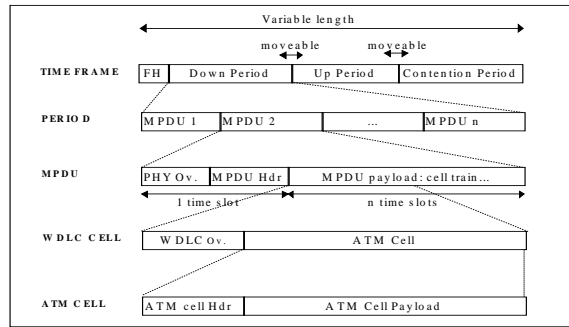 Variable length
moveable moveable
TIME FRAME FH Down Period Up Period Contention Period
PERIOD MPDU 1 MPDU 2 ... MPDU n
MPDU PHY Ov. MPDU Hdr MPDU payload: cell train...
1 time slot n time slots
WDLC CELL WDLC Ov. ATM Cell
ATM CELL ATM cell Hdr ATM Cell Payload